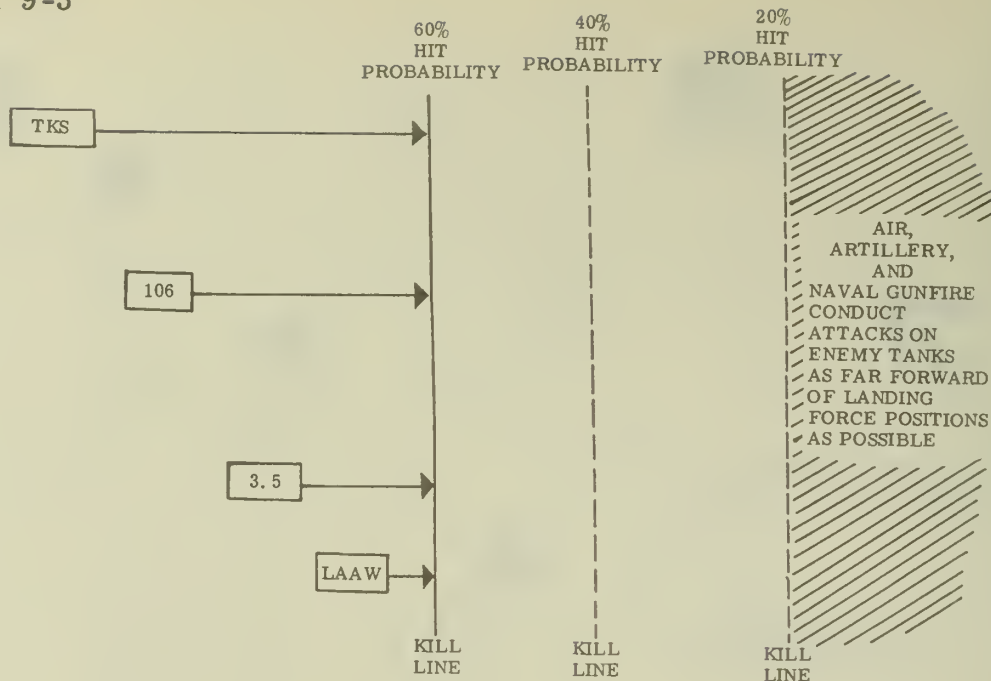 9-3
60%
HIT
PROBABILITY
40%
HIT
PROBABILITY
20%
HIT
PROBABILITY
TKS
106
3.5
LAAW
AIR,
ARTILLERY,
AND
NAVAL GUNFIRE
CONDUCT
ATTACKS ON
ENEMY TANKS
AS FAR FORWARD
OF LANDING
FORCE POSITIONS
AS POSSIBLE
KILL
LINE
KILL
LINE
KILL
LINE